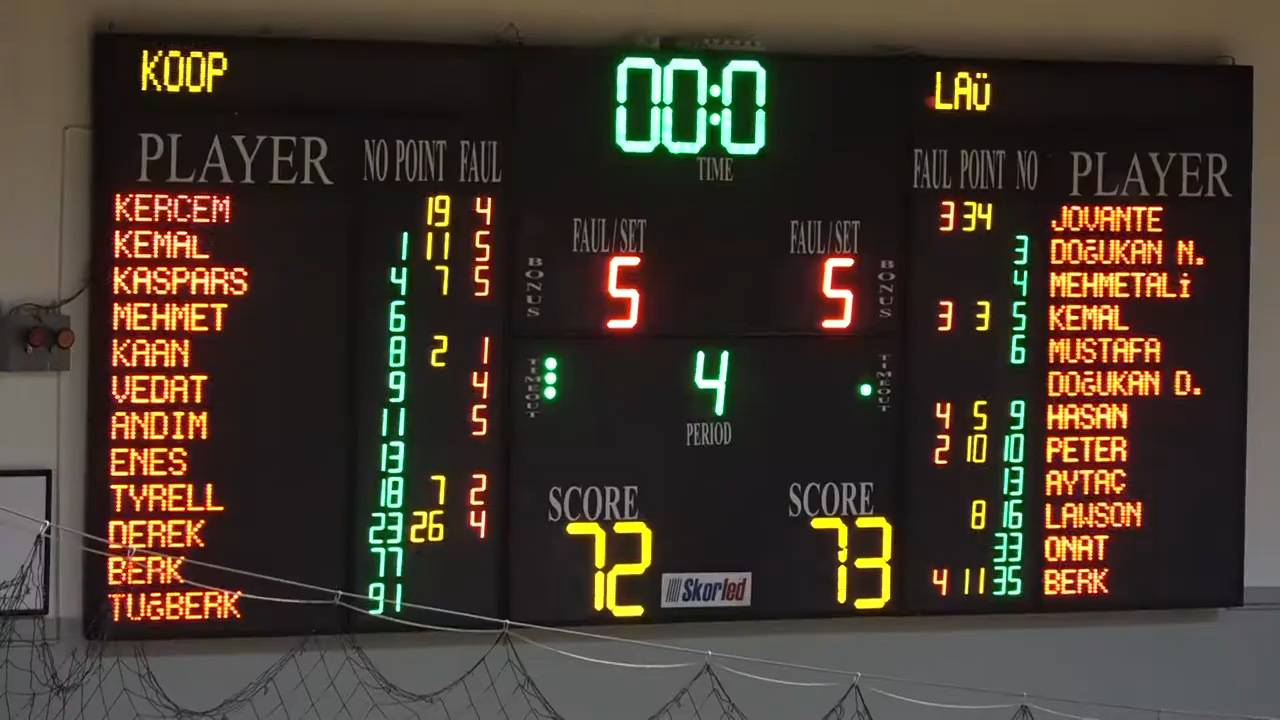 KOOP
00:0
LAÜ
PLAYER NO POINT FAUL
TIME
FAUL POINT NO PLAYER
KERCEM 19 4
KEMAL 1 11 5
KASPARS 4 7 5
MEHMET 6
KAAN 8 2 1
VEDAT 9 4
ANDIM 11 5
ENES 13
TYRELL 18 7 2
DEREK 23 26 4
BERK 77
TUĞBERK 91
FAUL/SET FAUL/SET
BONUS 5 5 BONUS
TIMEOUT 4 TIMEOUT
PERIOD
SCORE SCORE
72 73
Skorled
3 34 JOVANTE
3 DOĞUKAN N.
4 MEHMETALİ
3 3 5 KEMAL
6 MUSTAFA
DOĞUKAN D.
4 5 9 HASAN
2 10 10 PETER
13 AYTAÇ
8 16 LAWSON
33 ONAT
4 11 35 BERK